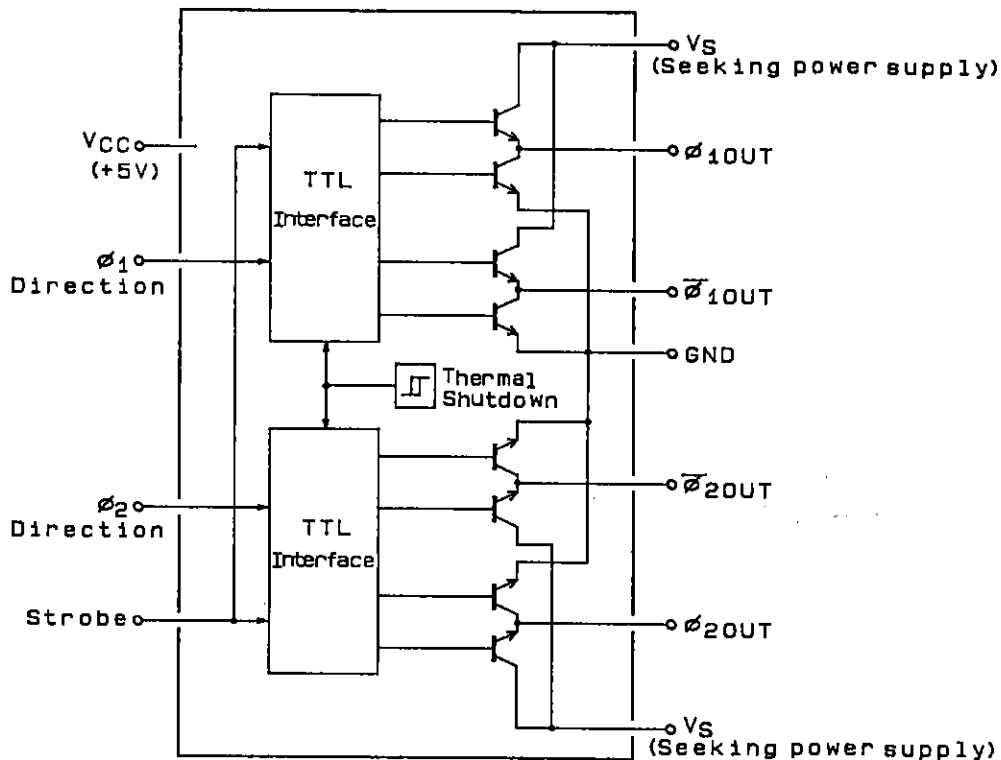 VS
(Seeking power supply)
VCC
(+5V)
TTL
Interface
ø1OUT
ø1
Direction
ø̅1OUT
GND
Thermal
Shutdown
ø2
Direction
TTL
Interface
ø̅2OUT
Strobe
ø2OUT
VS
(Seeking power supply)